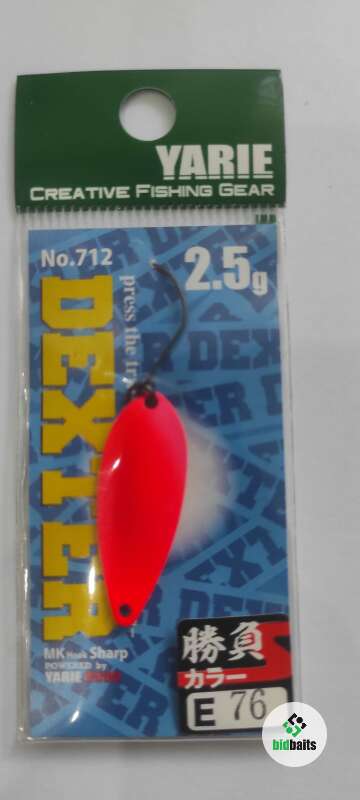 YARIE
CREATIVE FISHING GEAR
No.712
2.5g
press the
DEXTER
MK Hook Sharp
POWERED by
YARIE
勝負
カラー
E 76
bidbaits